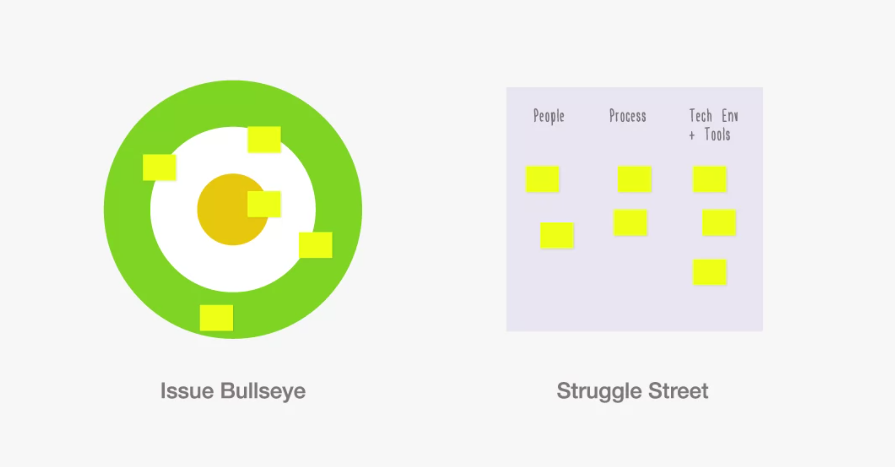 People
Process
Tech Env
+ Tools
Issue Bullseye
Struggle Street